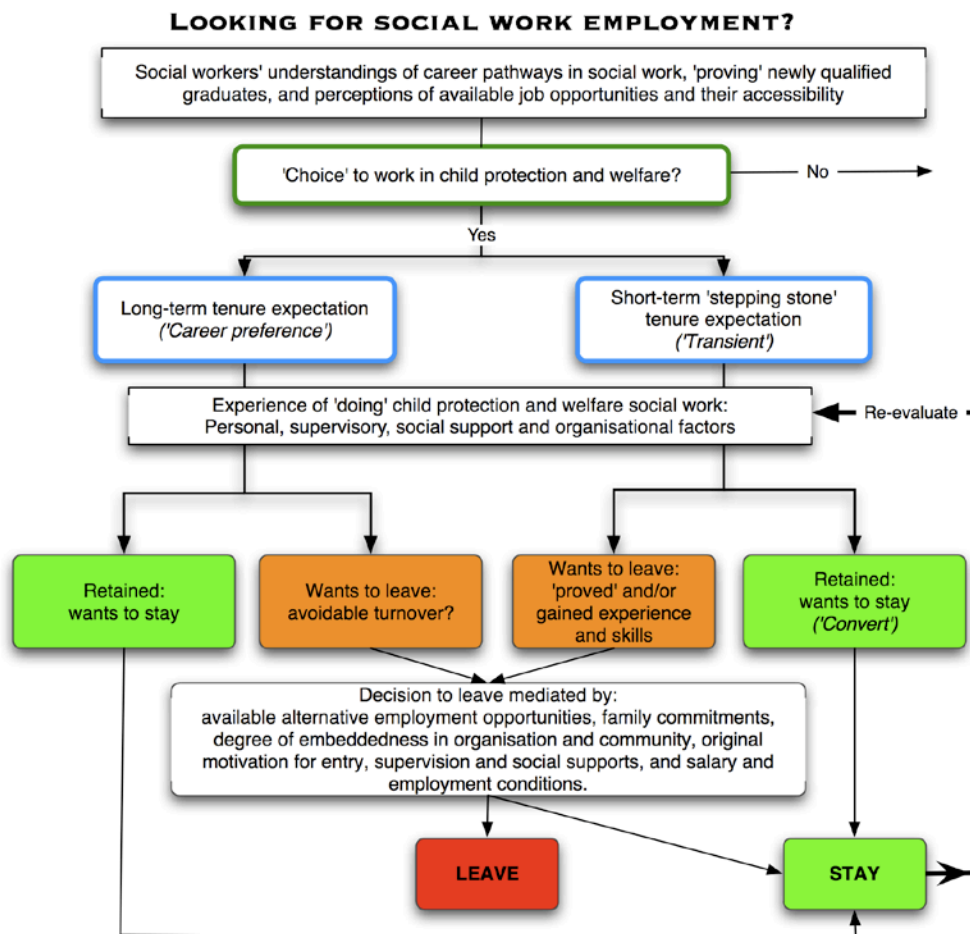 LOOKING FOR SOCIAL WORK EMPLOYMENT?
Social workers' understandings of career pathways in social work, 'proving' newly qualified
graduates, and perceptions of available job opportunities and their accessibility
'Choice' to work in child protection and welfare?
No
Yes
Long-term tenure expectation
('Career preference')
Short-term 'stepping stone'
tenure expectation
('Transient')
Experience of 'doing' child protection and welfare social work:
Personal, supervisory, social support and organisational factors
Re-evaluate
Retained:
wants to stay
Wants to leave:
avoidable turnover?
Wants to leave:
'proved' and/or
gained experience
and skills
Retained:
wants to stay
('Convert')
Decision to leave mediated by:
available alternative employment opportunities, family commitments,
degree of embeddedness in organisation and community, original
motivation for entry, supervision and social supports, and salary and
employment conditions.
LEAVE
STAY